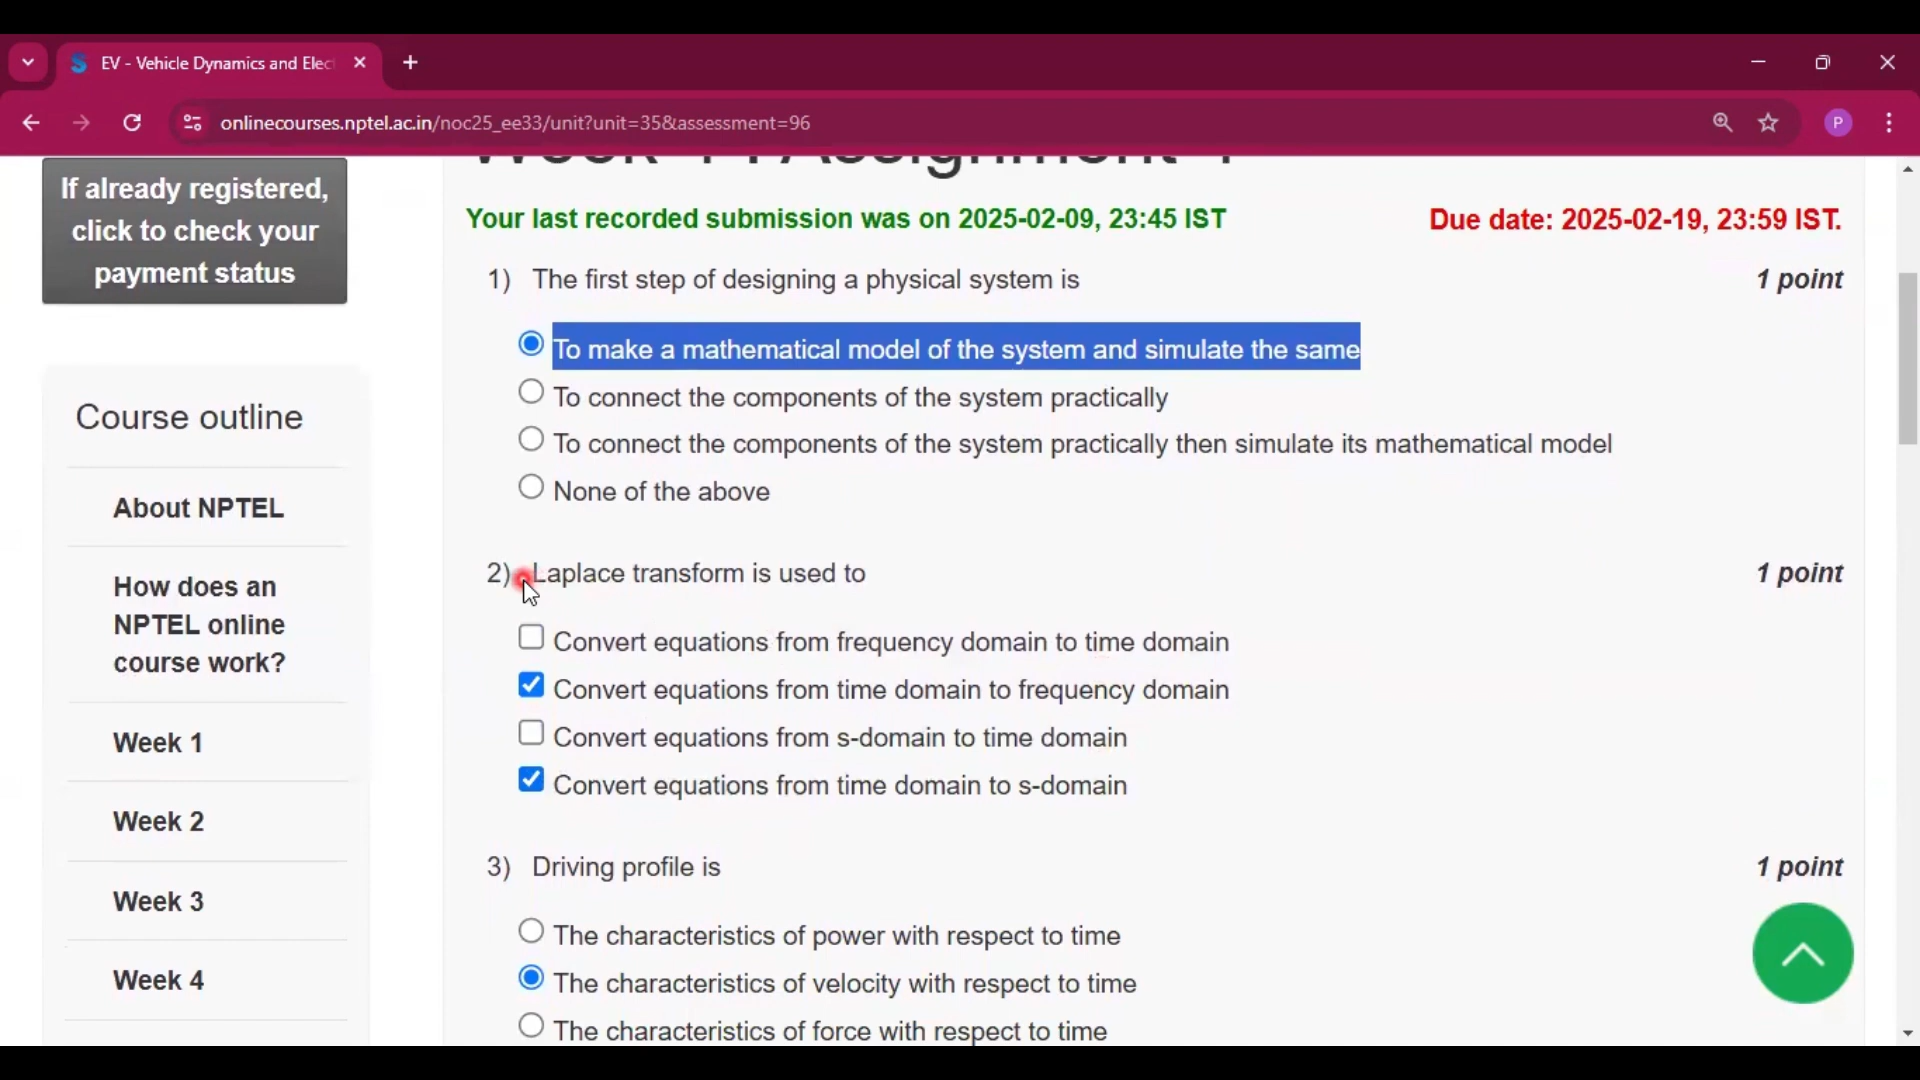 EV - Vehicle Dynamics and Elec
onlinecourses.nptel.ac.in/noc25_ee33/unit?unit=35&assessment=96
P
If already registered,
click to check your
payment status
Course outline
About NPTEL
How does an
NPTEL online
course work?
Week 1
Week 2
Week 3
Week 4
Your last recorded submission was on 2025-02-09, 23:45 IST
Due date: 2025-02-19, 23:59 IST.
1) The first step of designing a physical system is
1 point
To make a mathematical model of the system and simulate the same
To connect the components of the system practically
To connect the components of the system practically then simulate its mathematical model
None of the above
2) Laplace transform is used to
1 point
Convert equations from frequency domain to time domain
Convert equations from time domain to frequency domain
Convert equations from s-domain to time domain
Convert equations from time domain to s-domain
3) Driving profile is
1 point
The characteristics of power with respect to time
The characteristics of velocity with respect to time
The characteristics of force with respect to time